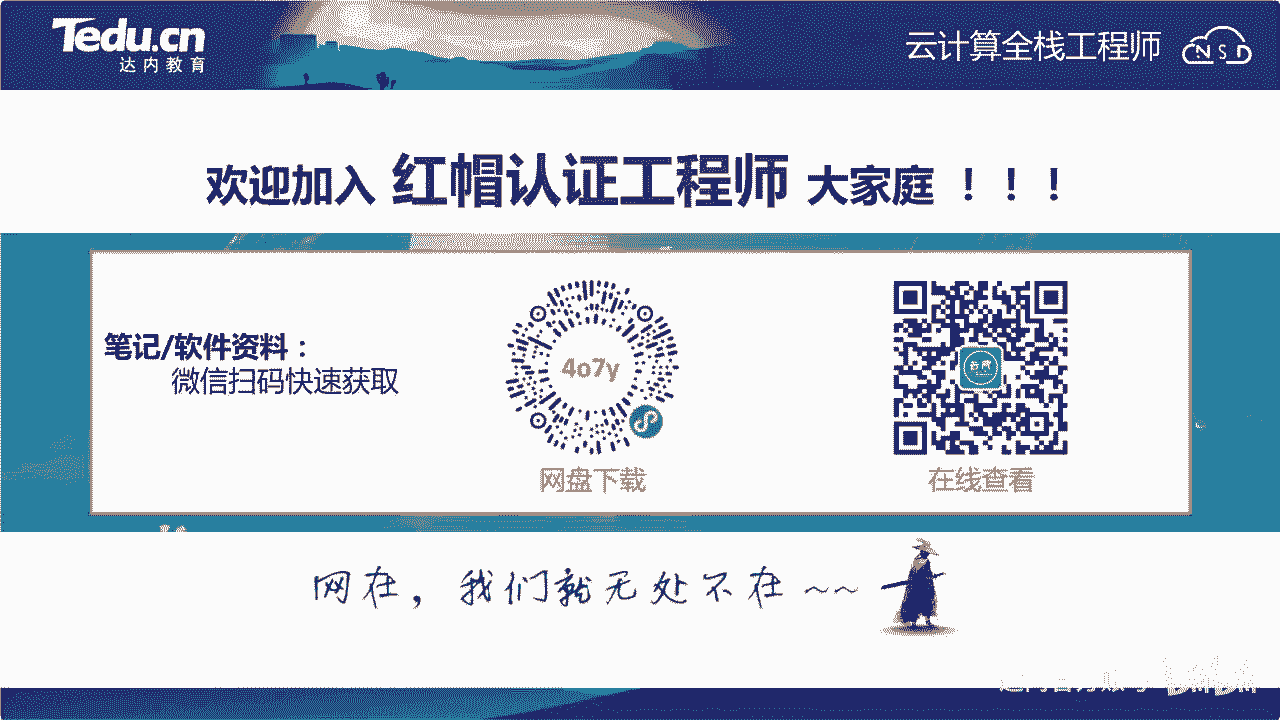 Tedu.cn
达内教育
云计算全栈工程师
NSD
欢迎加入 红帽认证工程师 大家庭 ！！！
笔记/软件资料：
微信扫码快速获取
4o7y
网盘下载
在线查看
网在，我们就无处不在 ~~